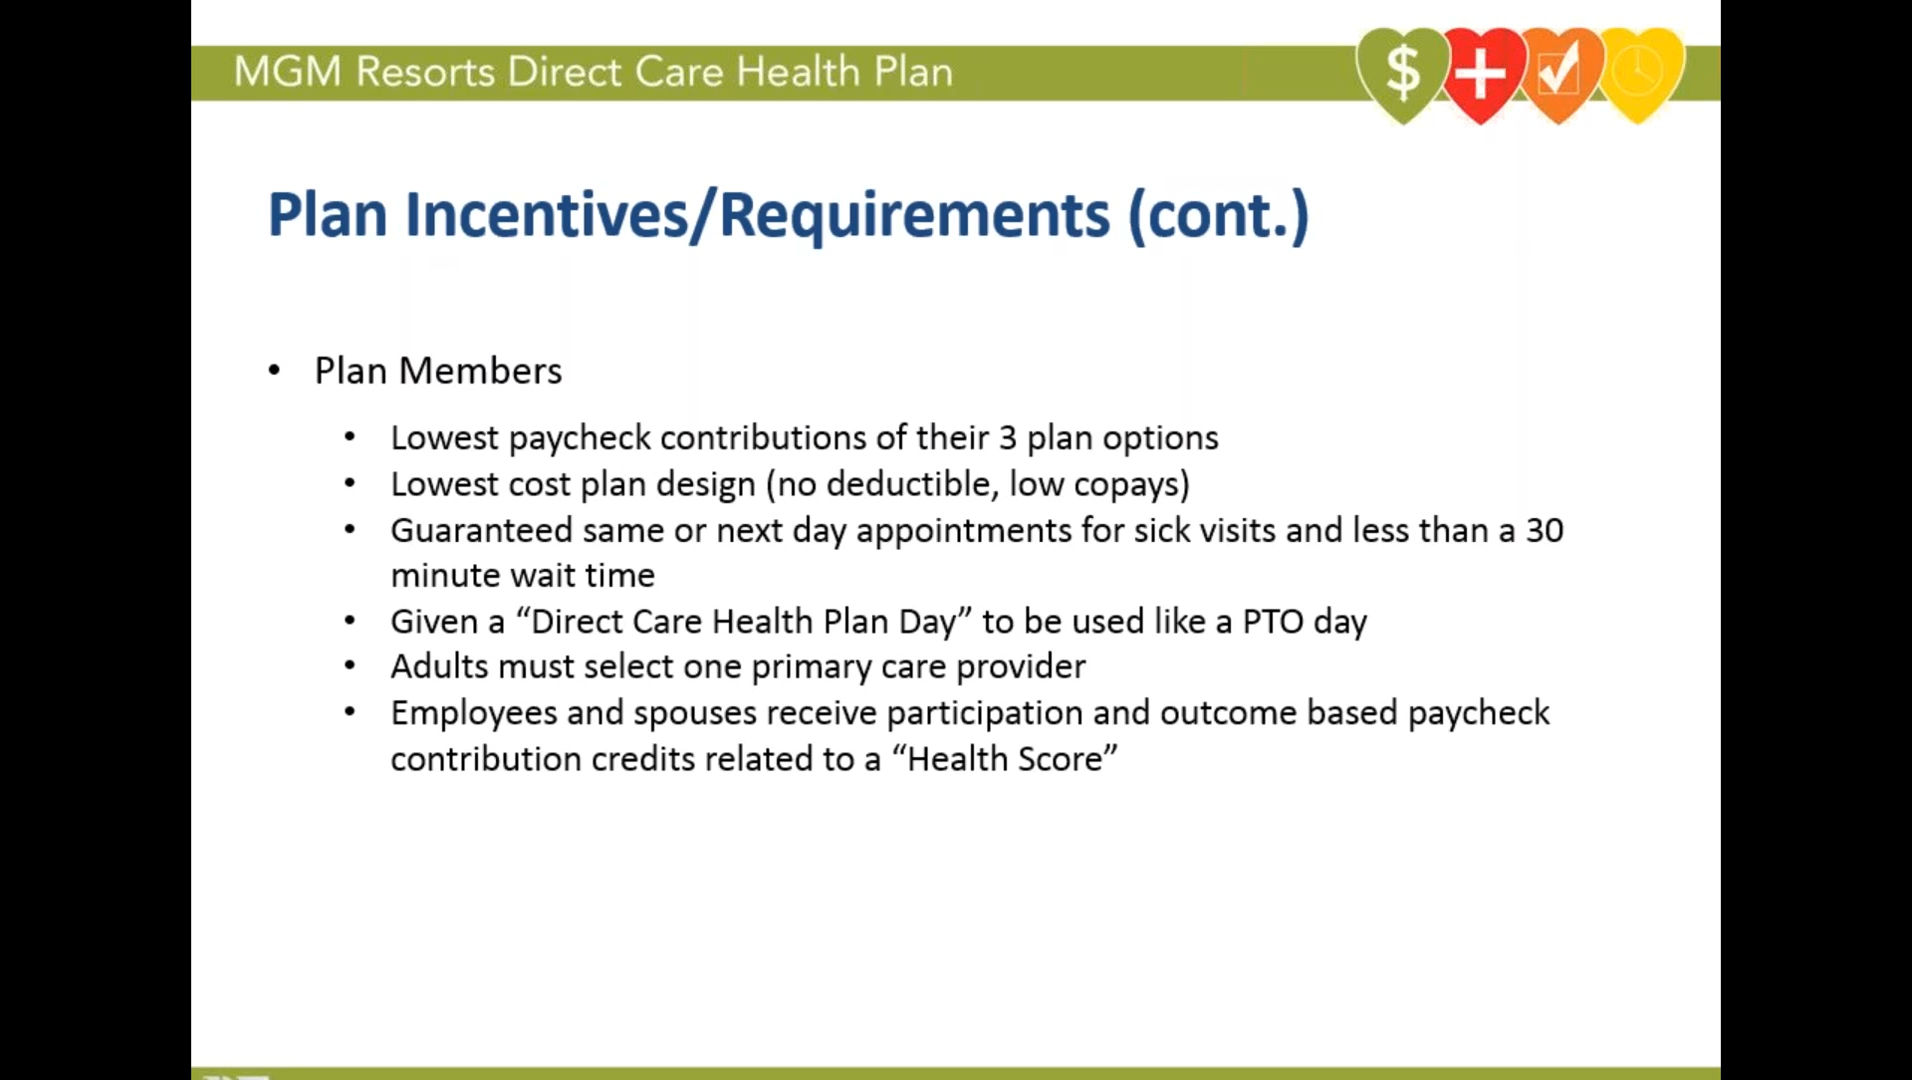 MGM Resorts Direct Care Health Plan
$
Plan Incentives/Requirements (cont.)
• Plan Members
• Lowest paycheck contributions of their 3 plan options
• Lowest cost plan design (no deductible, low copays)
• Guaranteed same or next day appointments for sick visits and less than a 30
minute wait time
• Given a “Direct Care Health Plan Day” to be used like a PTO day
• Adults must select one primary care provider
• Employees and spouses receive participation and outcome based paycheck
contribution credits related to a “Health Score”